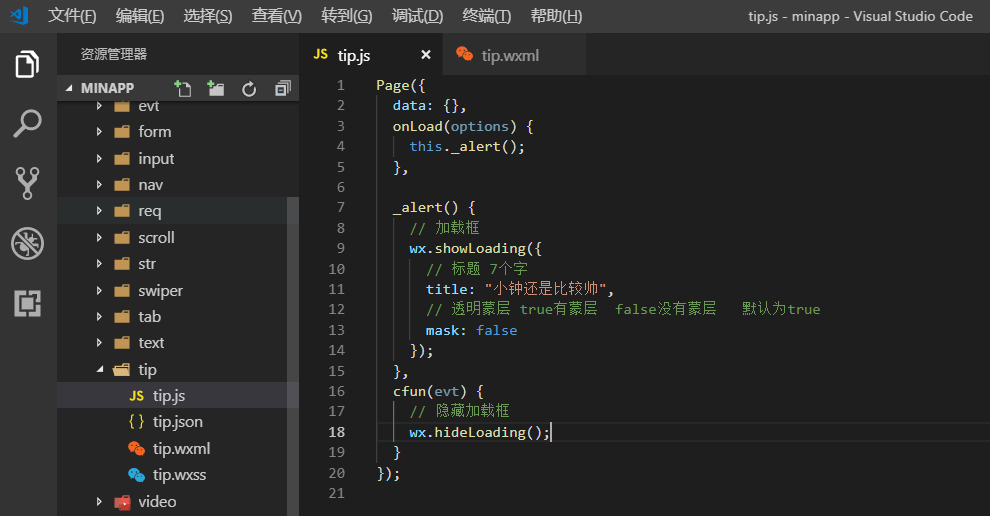 文件(F) 编辑(E) 选择(S) 查看(V) 转到(G) 调试(D) 终端(T) 帮助(H) tip.js - minapp - Visual Studio Code
资源管理器
MINAPP
evt
form
input
nav
req
scroll
str
swiper
tab
text
tip
JS tip.js
{ } tip.json
tip.wxml
tip.wxss
video
JS tip.js ×
tip.wxml
1 Page({
2 data: {},
3 onLoad(options) {
4 this._alert();
5 },
6
7 _alert() {
8 // 加载框
9 wx.showLoading({
10 // 标题 7个字
11 title: "小钟还是比较帅",
12 // 透明蒙层 true有蒙层 false没有蒙层 默认为true
13 mask: false
14 });
15 },
16 cfun(evt) {
17 // 隐藏加载框
18 wx.hideLoading();
19 }
20 });
21